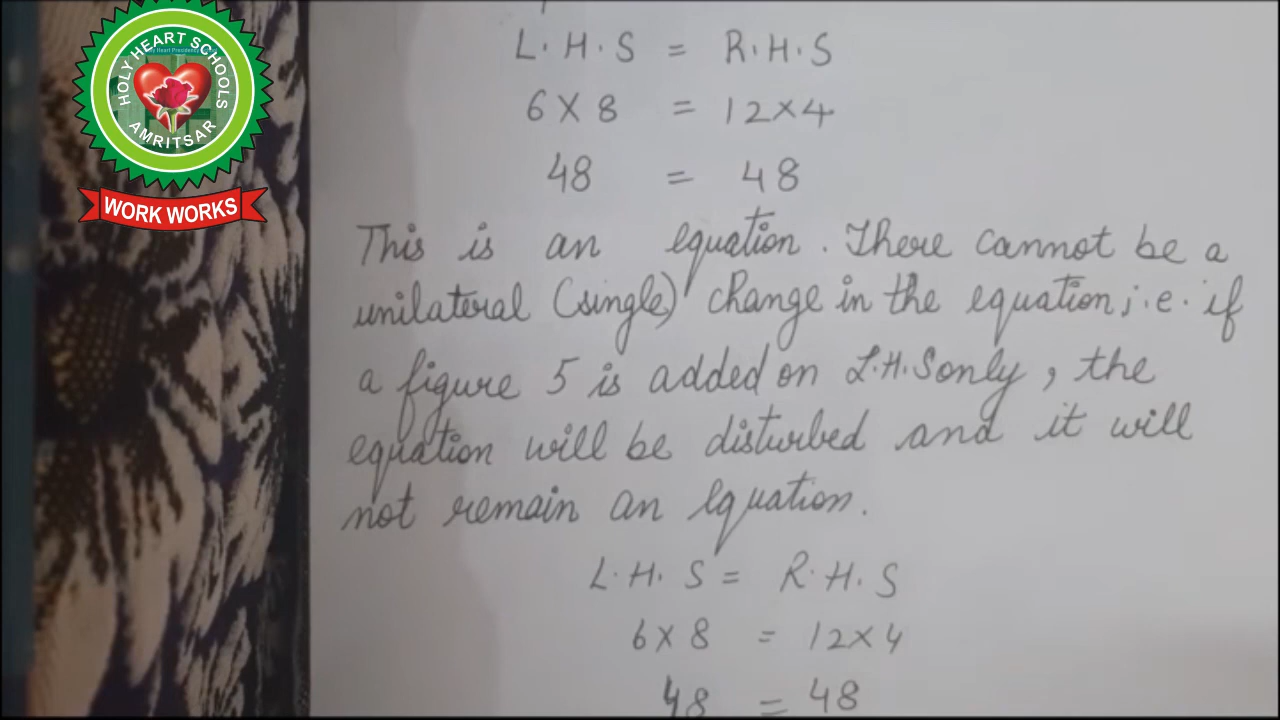 HOLY HEART SCHOOLS
AMRITSAR
WORK WORKS
L.H.S = R.H.S
6 X 8 = 12 X 4
48 = 48
This is an equation. There cannot be a
unilateral (single) change in the equation; i.e. if
a figure 5 is added on L.H.S only, the
equation will be disturbed and it will
not remain an equation.
L.H.S = R.H.S
6 X 8 = 12 X 4
48 = 48